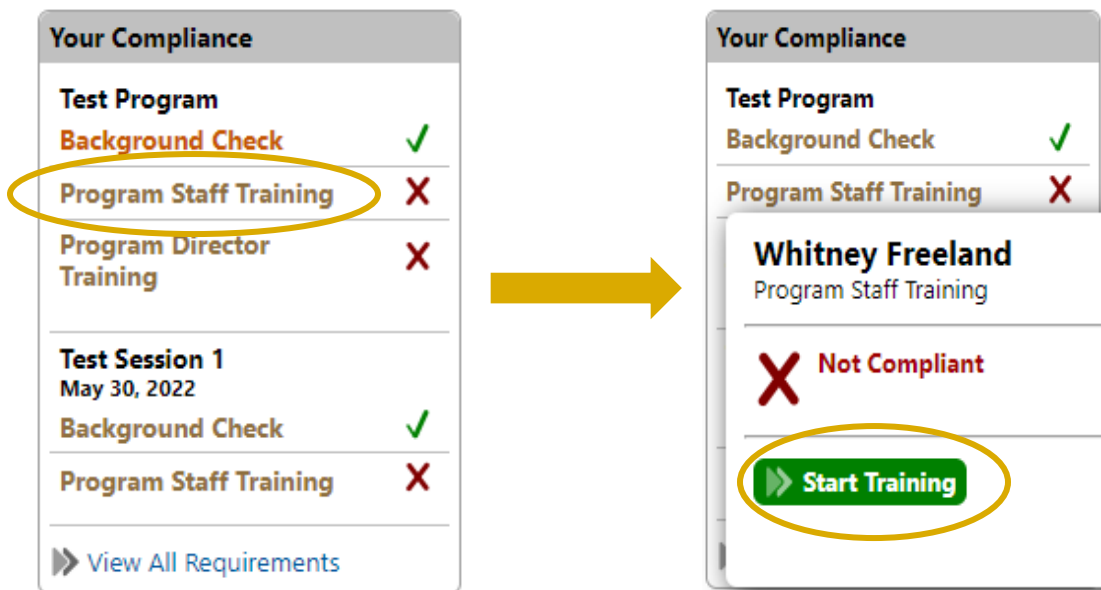 Your Compliance
Test Program
Background Check
Program Staff Training
Program Director
Training
Test Session 1
May 30, 2022
Background Check
Program Staff Training
View All Requirements
Your Compliance
Test Program
Background Check
Program Staff Training
Whitney Freeland
Program Staff Training
Not Compliant
Start Training